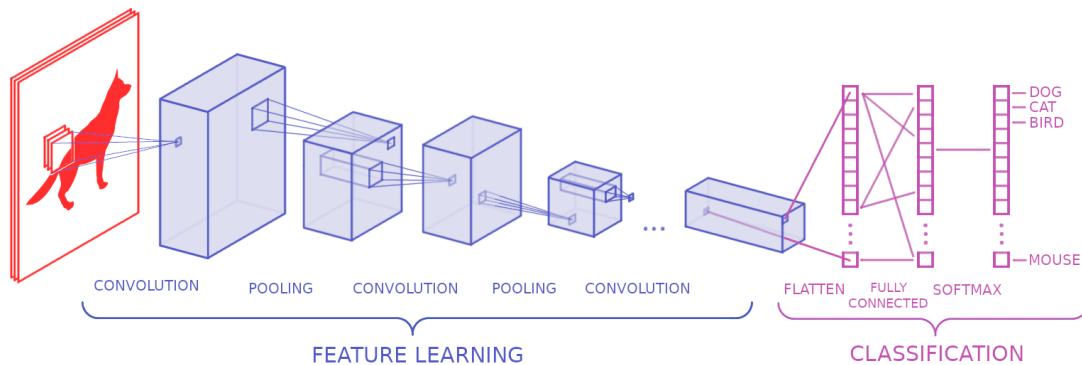 DOG
CAT
BIRD
MOUSE
CONVOLUTION
POOLING
CONVOLUTION
POOLING
CONVOLUTION
FLATTEN
FULLY
CONNECTED
SOFTMAX
FEATURE LEARNING
CLASSIFICATION